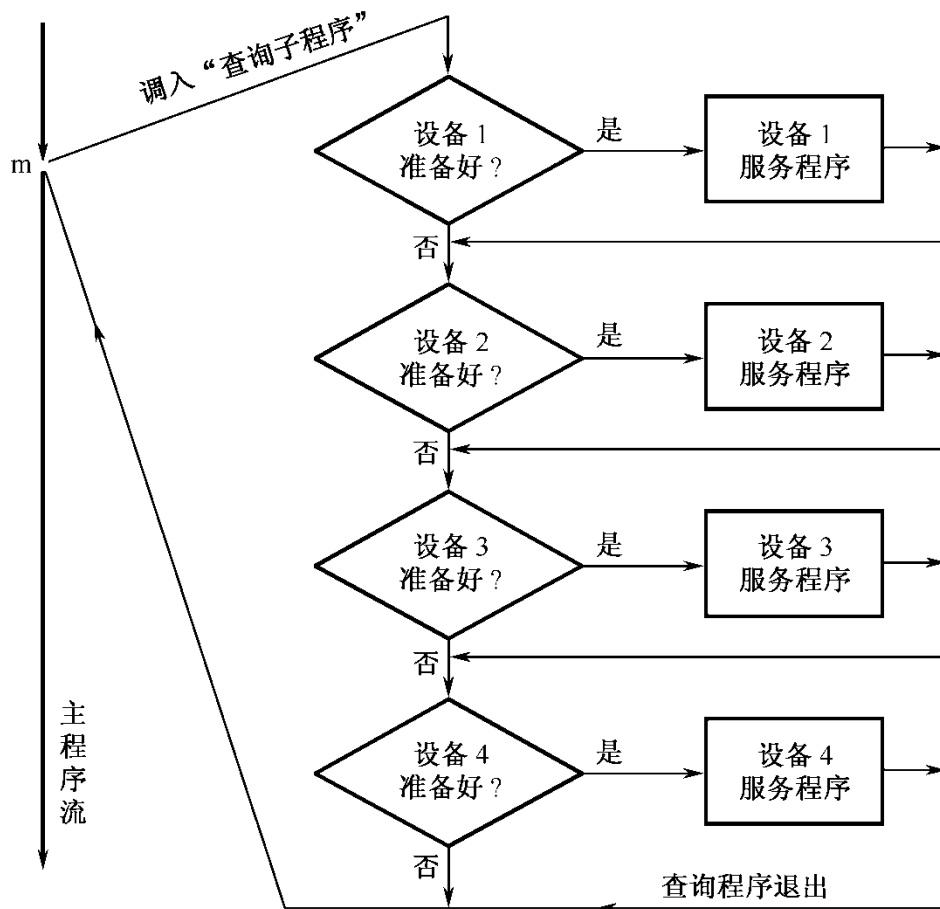 调入“查询子程序”
m
设备 1
准备好？
是
设备 1
服务程序
否
设备 2
准备好？
是
设备 2
服务程序
否
设备 3
准备好？
是
设备 3
服务程序
否
设备 4
准备好？
是
设备 4
服务程序
否
查询程序退出
主程序流